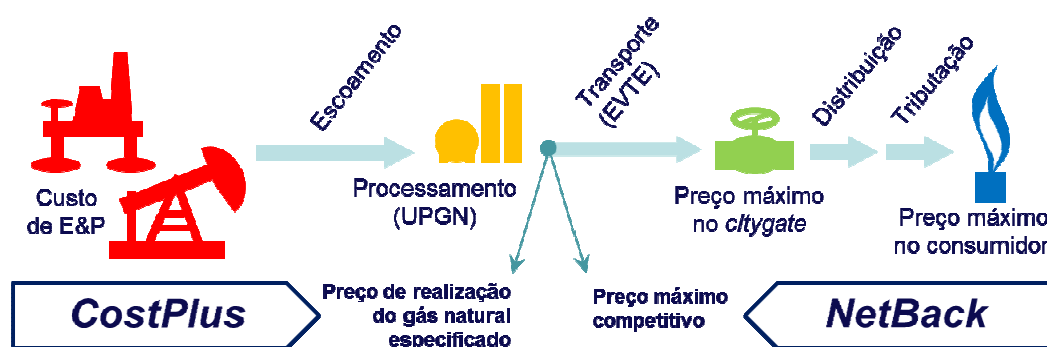 Escoamento
Transporte
(EVTE)
Distribuição
Tributação
Custo
de E&P
Processamento
(UPGN)
Preço máximo
no cItygate
Preço máximo
no consumidor
CostPlus
Preço de realização
do gás natural
especificado
Preço máximo
competitivo
NetBack